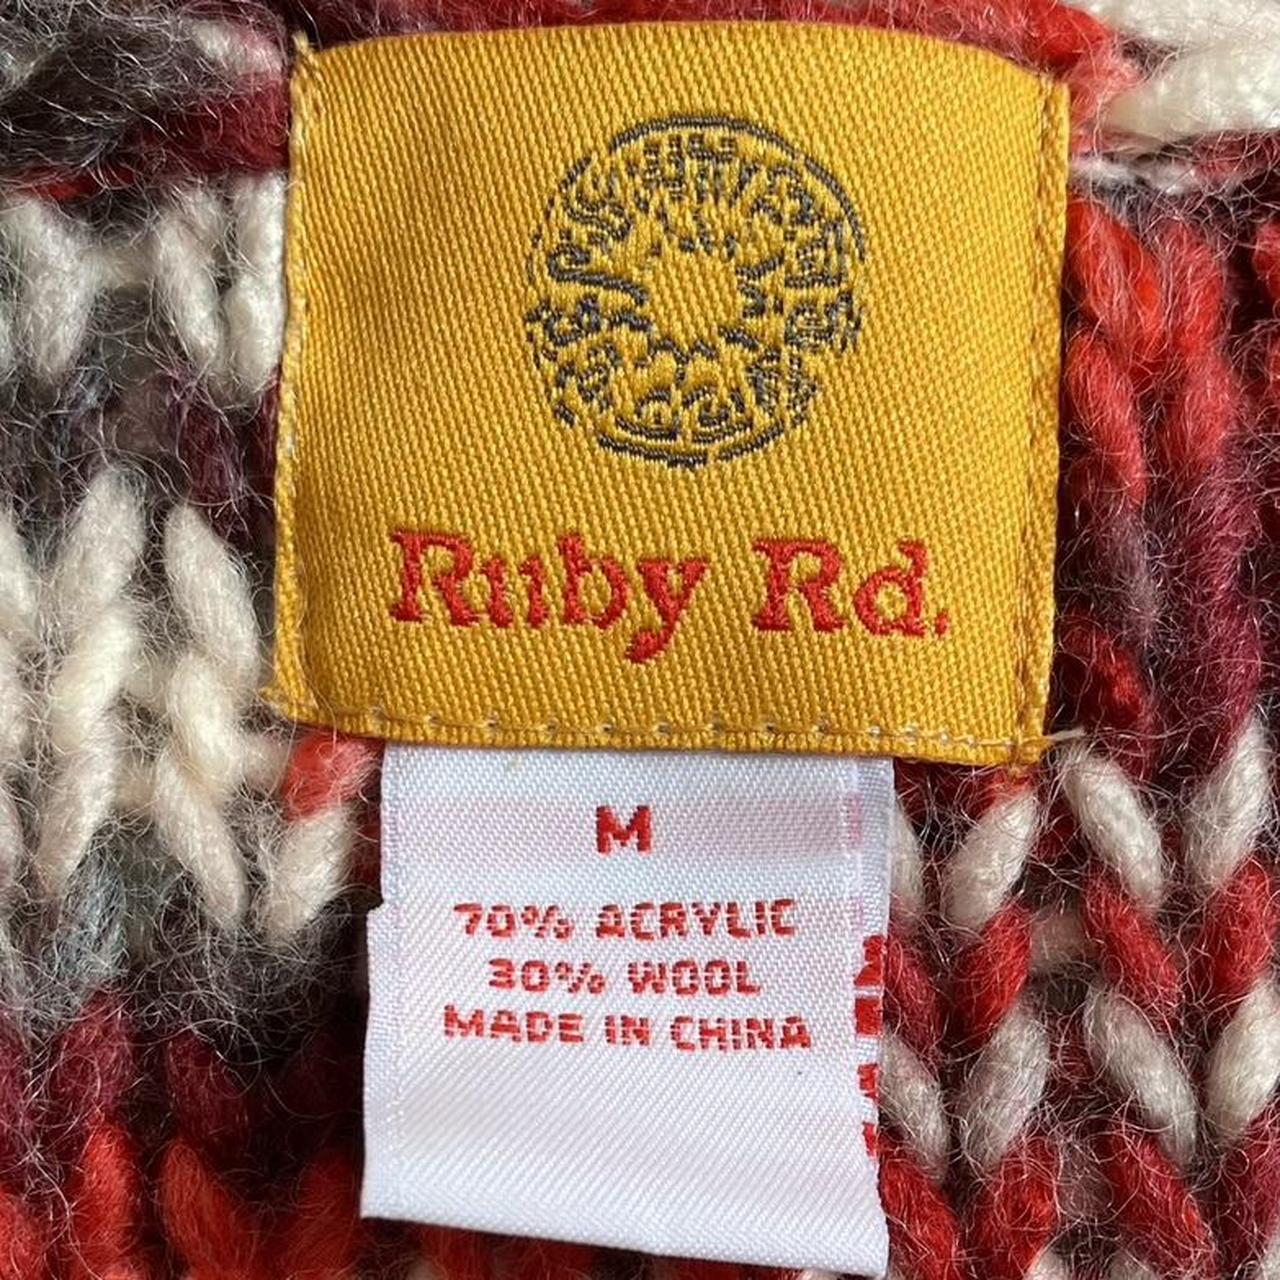 Ruby Rd.
M
70% ACRYLIC
30% WOOL
MADE IN CHINA